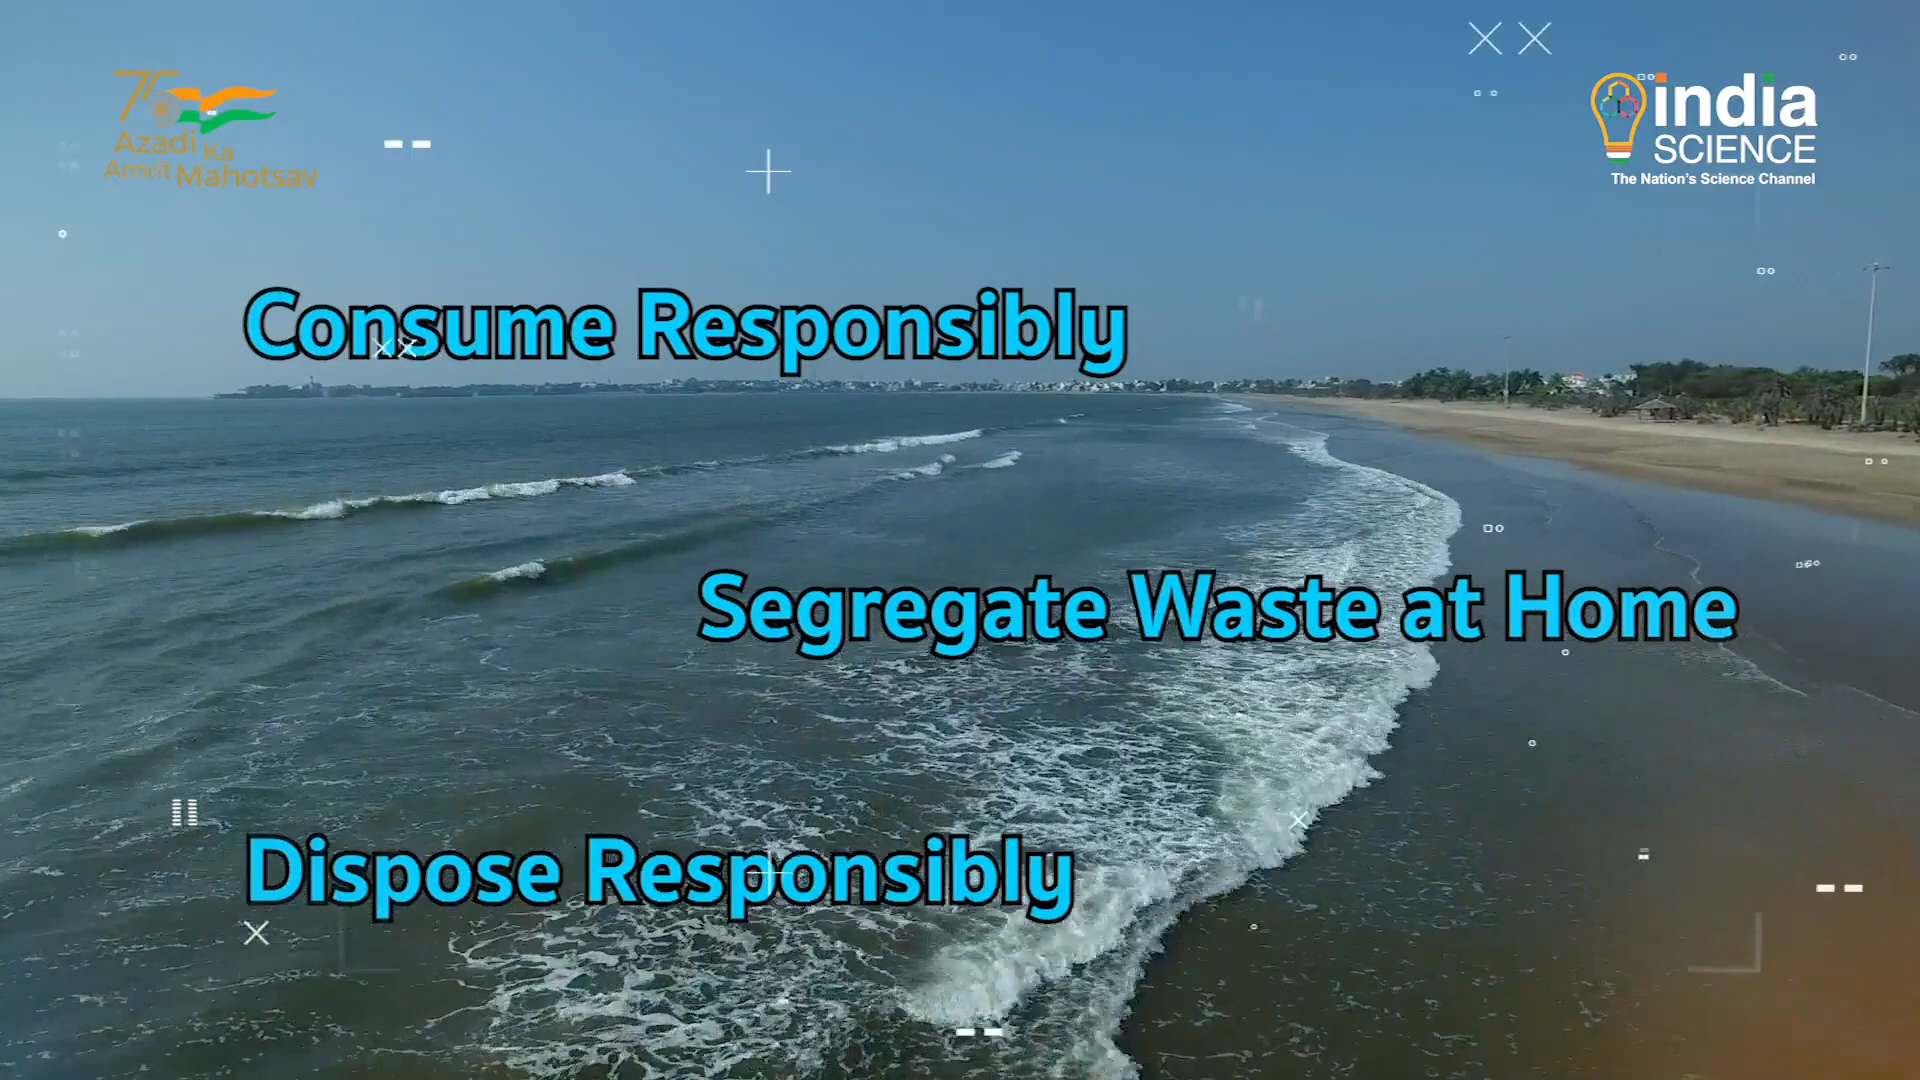 75
Azadi Ka
Amrit Mahotsav
india
SCIENCE
The Nation's Science Channel
Consume Responsibly
Segregate Waste at Home
Dispose Responsibly